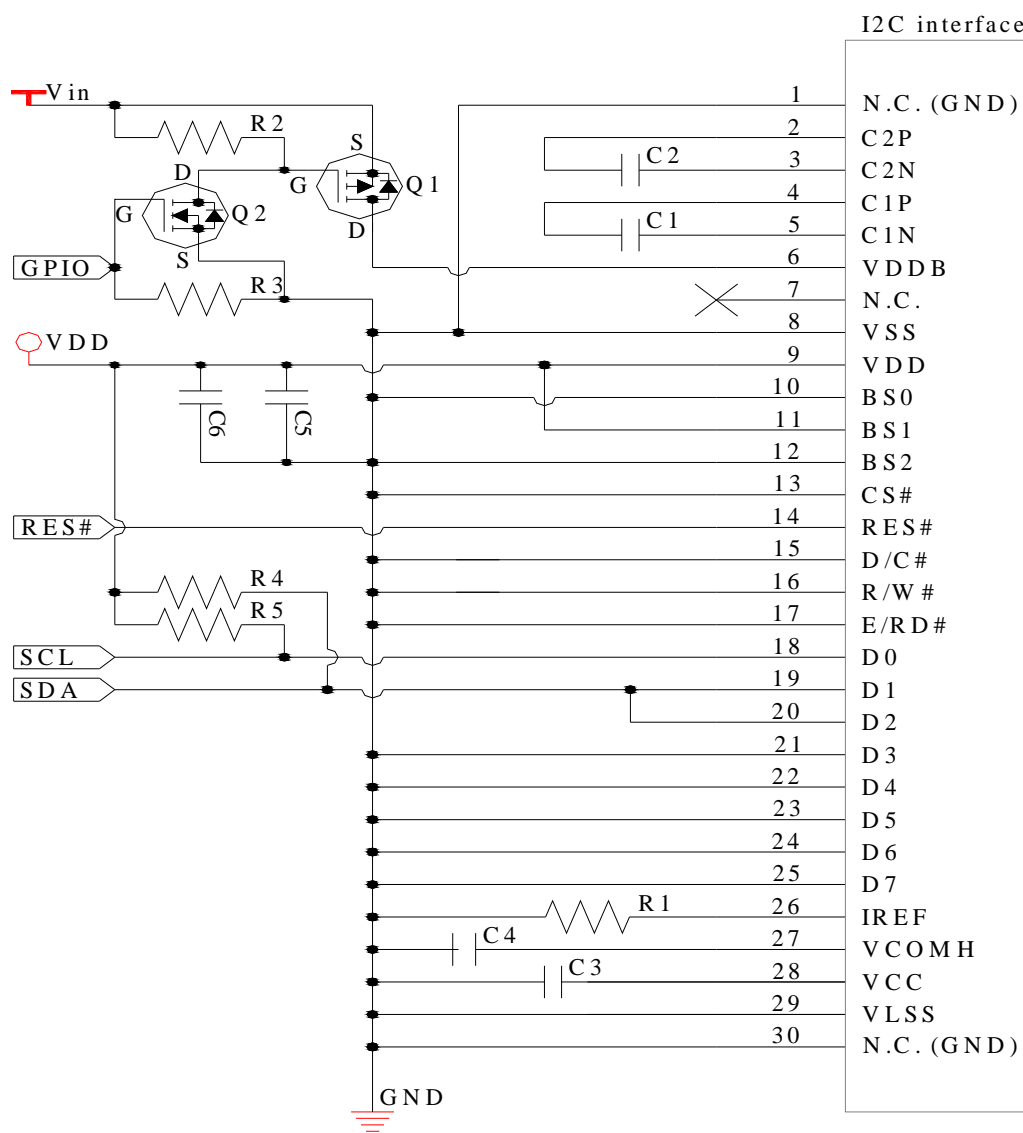 I2C interface
Vin
1 N.C. (GND)
R2
2 C2P
S
D
C2
3 C2N
G
Q1
4 C1P
G
Q2
D
C1
5 C1N
S
GPIO
6 VDDB
R3
7 N.C.
8 VSS
VDD
9 VDD
10 BS0
C6
C5
11 BS1
12 BS2
13 CS#
RES#
14 RES#
15 D/C#
R4
16 R/W#
R5
17 E/RD#
SCL
18 D0
SDA
19 D1
20 D2
21 D3
22 D4
23 D5
24 D6
25 D7
R1
26 IREF
C4
27 VCOMH
C3
28 VCC
29 VLSS
30 N.C. (GND)
GND